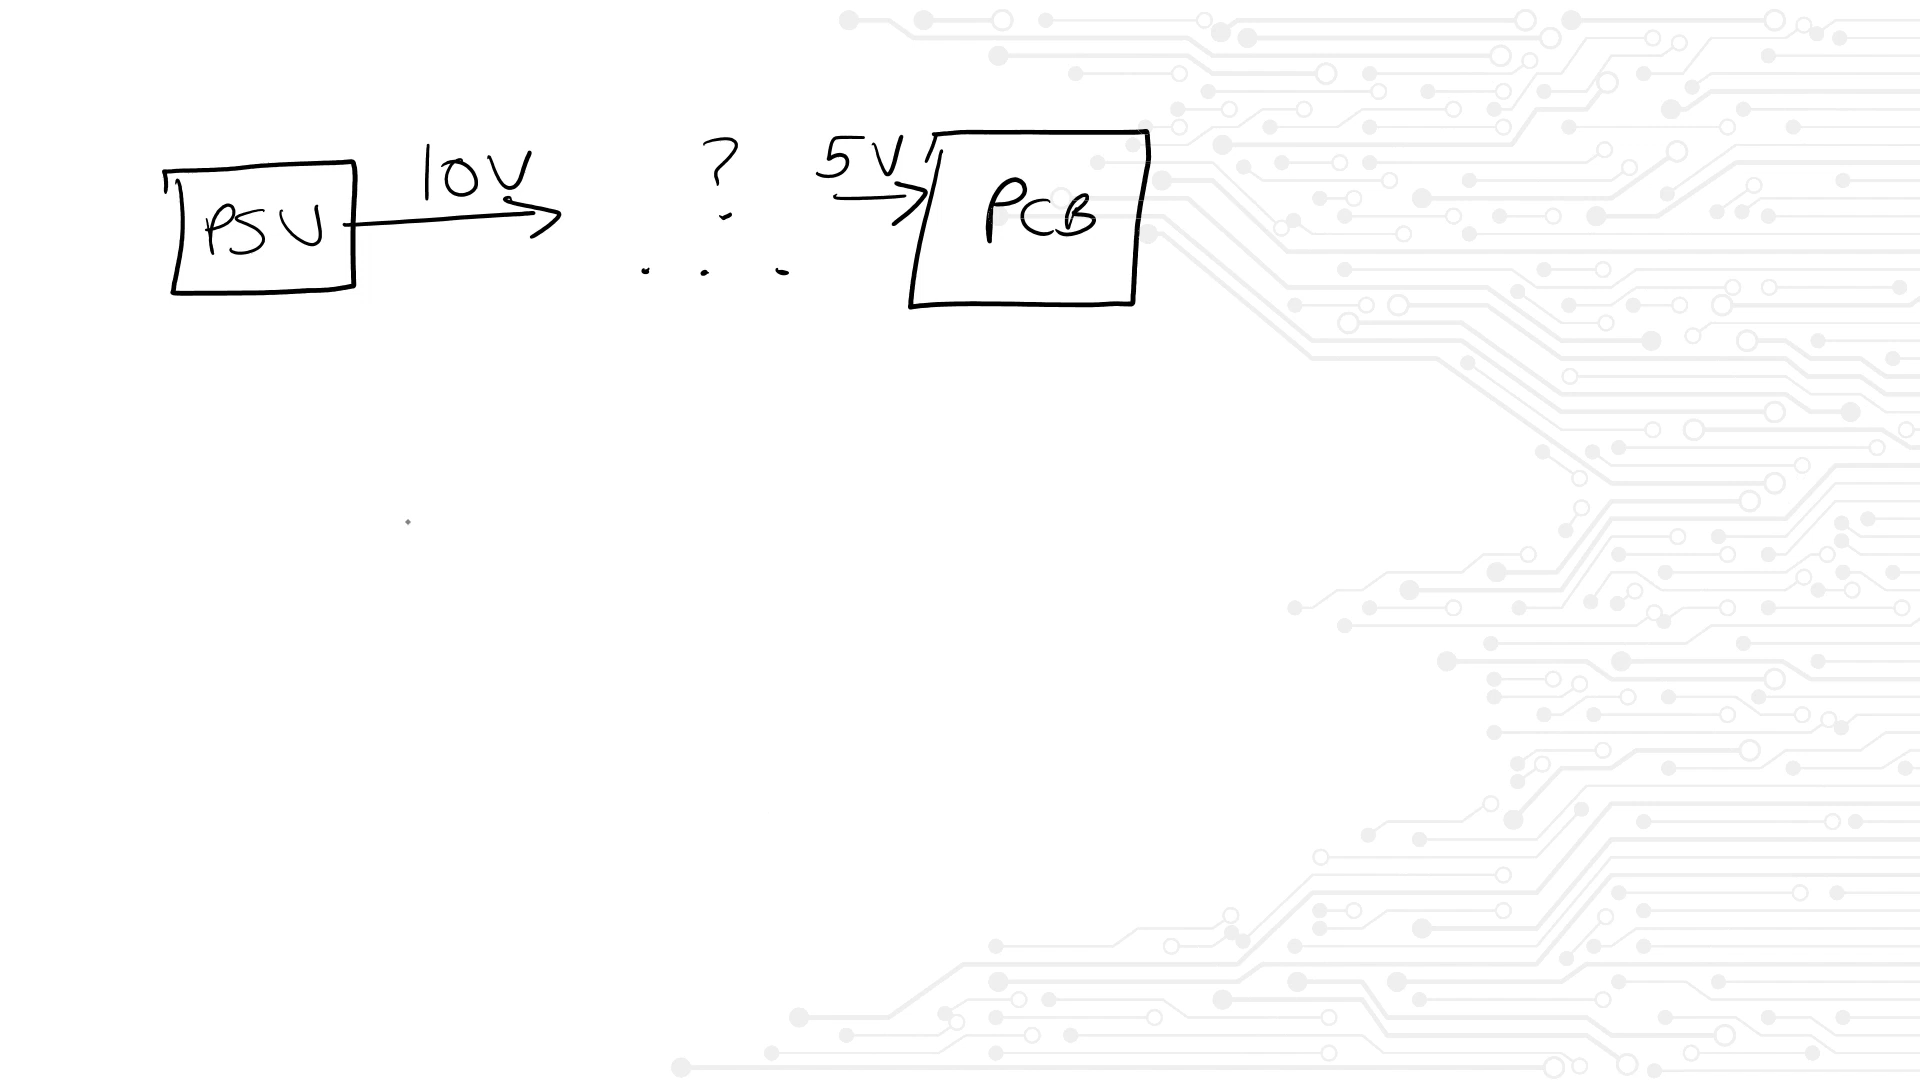 PSU
10V
?
. . .
5V
PCB